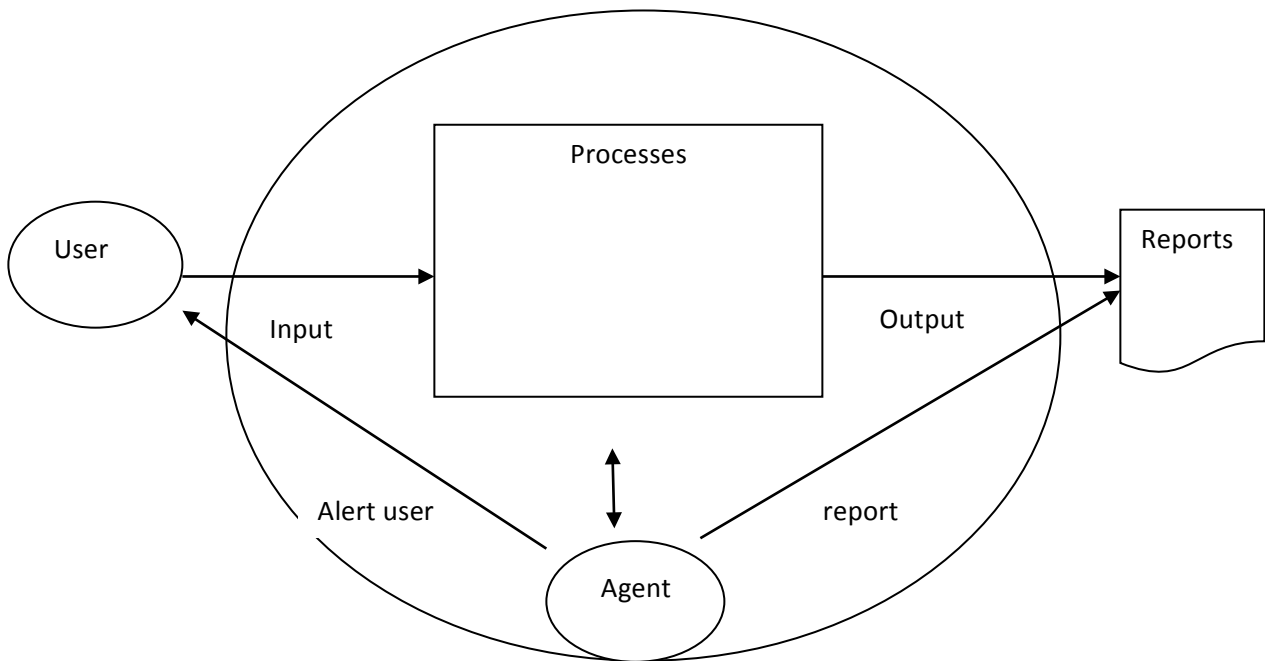 Processes
User
Reports
Input
Output
Alert user
report
Agent